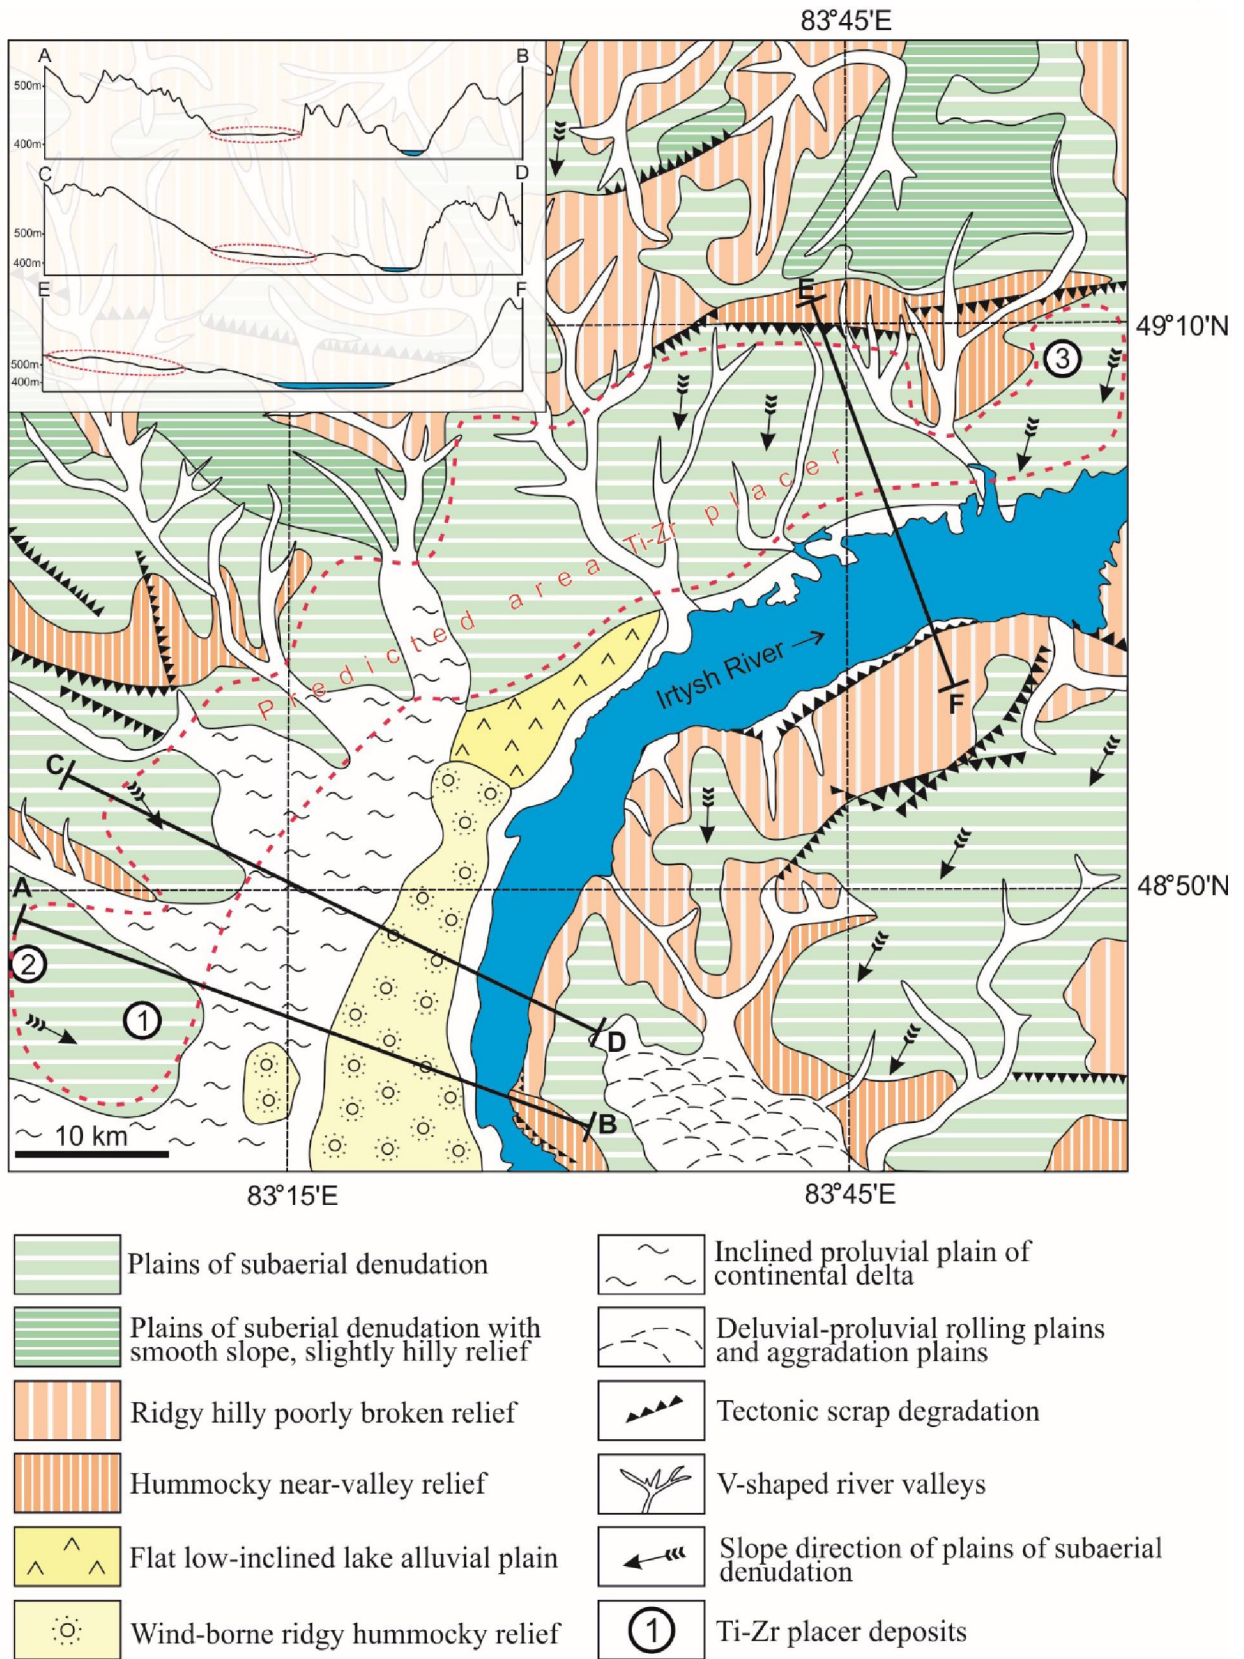 83°45'E
A
B
500m
400m
C
D
500m
400m
E
F
500m
400m
E
49°10'N
3
Predicted area Ti-Zr placer
Irtysh River →
F
C
A
48°50'N
2
1
D
B
10 km
83°15'E
83°45'E
Plains of subaerial denudation
Plains of suberial denudation with
smooth slope, slightly hilly relief
Ridgy hilly poorly broken relief
Hummocky near-valley relief
Flat low-inclined lake alluvial plain
Wind-borne ridgy hummocky relief
Inclined proluvial plain of
continental delta
Deluvial-proluvial rolling plains
and aggradation plains
Tectonic scrap degradation
V-shaped river valleys
Slope direction of plains of subaerial
denudation
1
Ti-Zr placer deposits